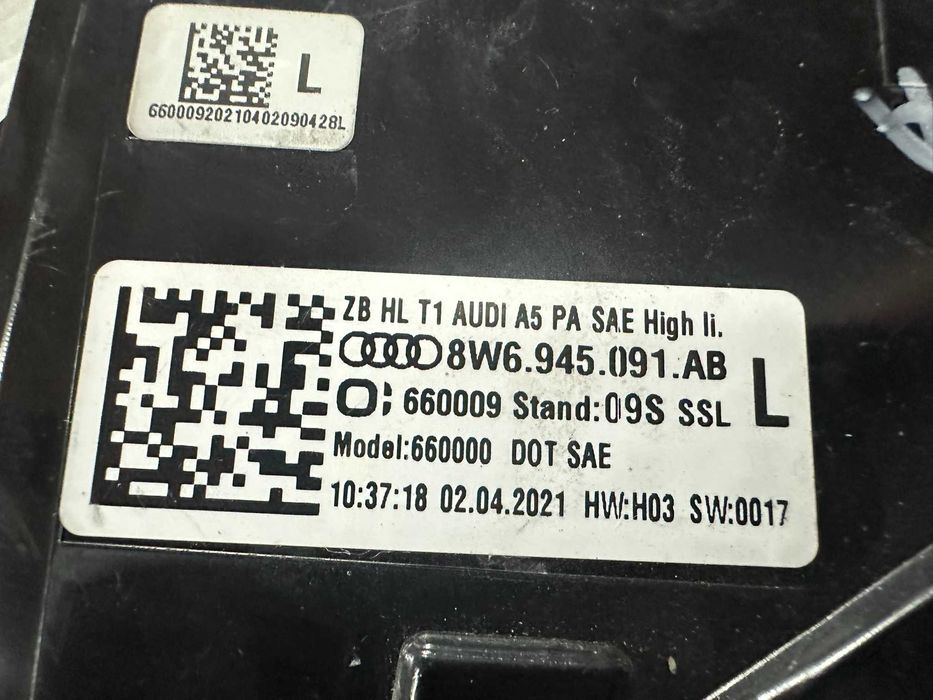 L
66000920210402090428L
ZB HL T1 AUDI A5 PA SAE High li.
8W6.945.091.AB
L
660009 Stand:09S SSL
Model:660000 DOT SAE
10:37:18 02.04.2021 HW:H03 SW:0017